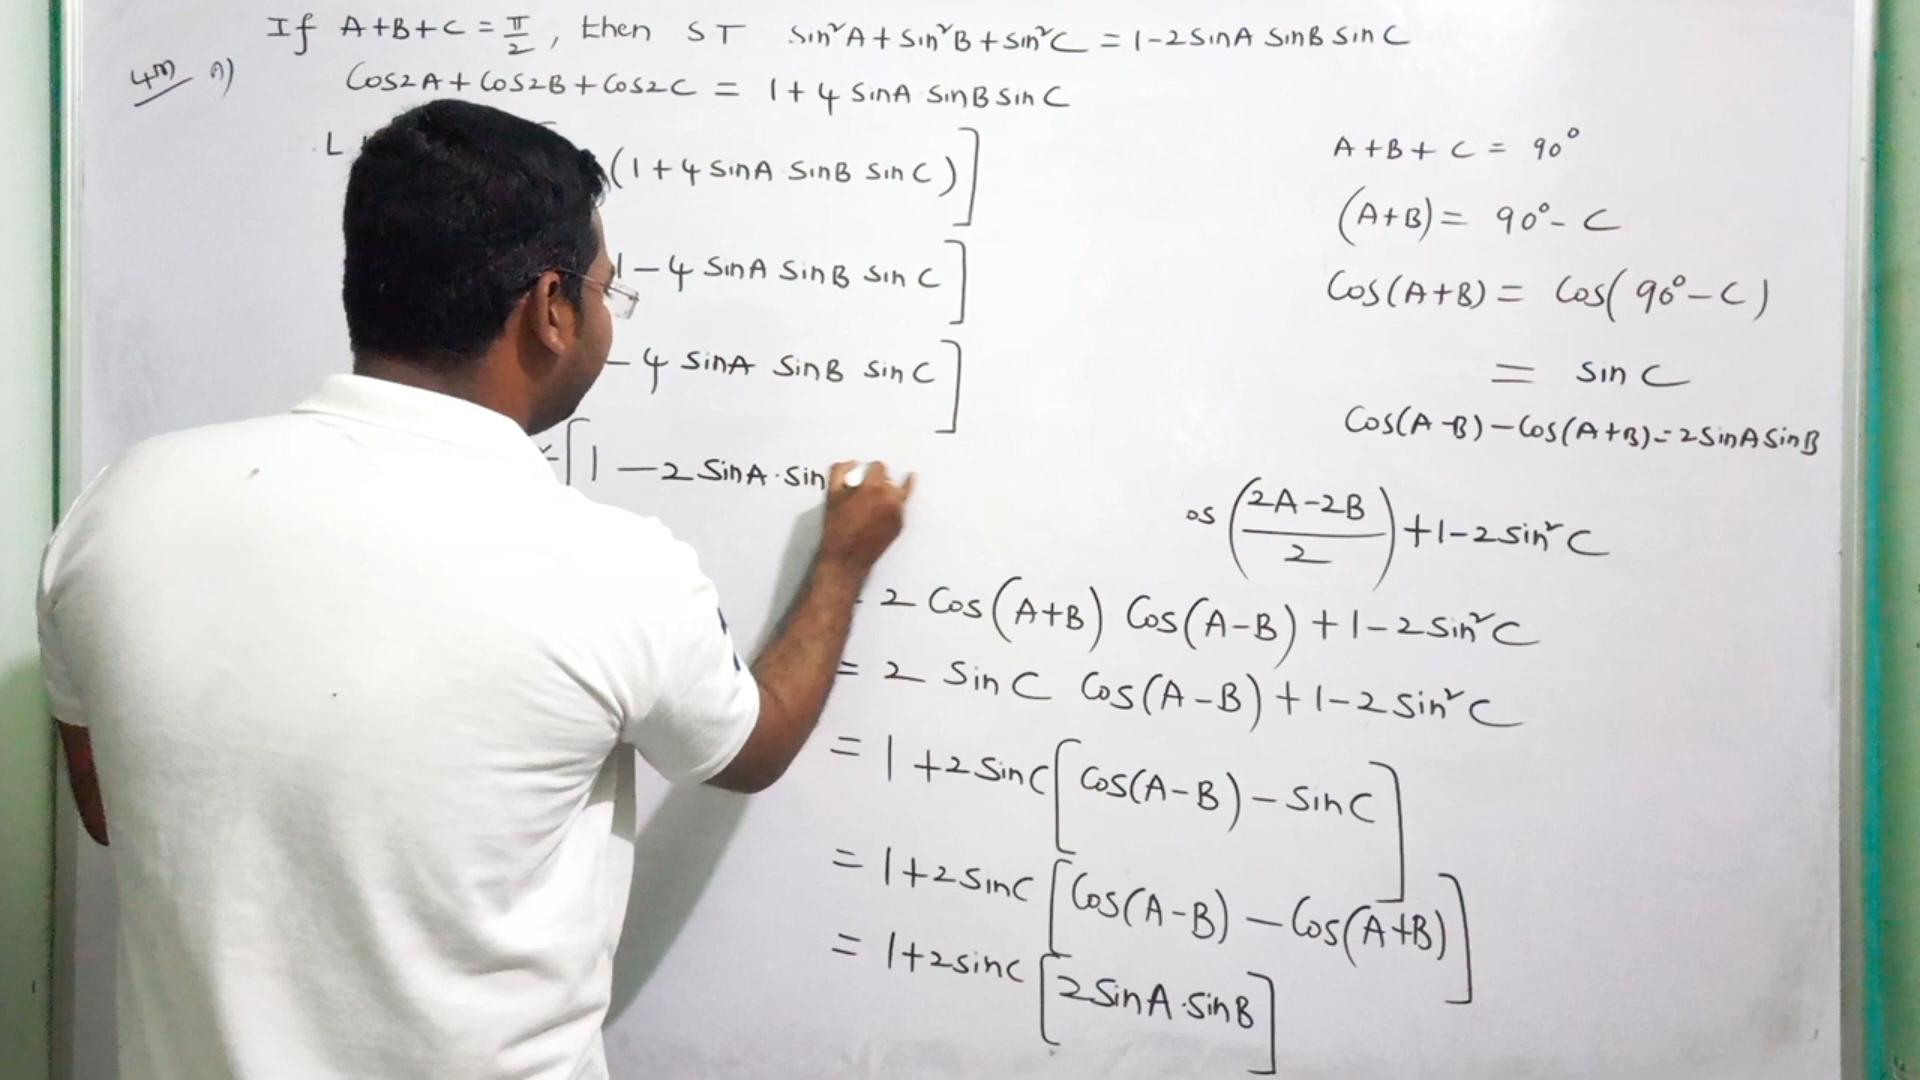 If A+B+C = π/2, then ST sin²A + sin²B + sin²C = 1-2sinA sinB sinC
4m A) Cos2A + Cos2B + Cos2C = 1+4 sinA sinB sinC
L (1+4 sinA sinB sinC)]
1-4 sinA sinB sinC]
-4 sinA sinB sinC]
[1 -2 sinA·sin
A+B+C = 90°
(A+B) = 90°-C
Cos(A+B) = Cos(90°-C)
= sinC
Cos(A-B)-Cos(A+B)=2sinAsinB
os((2A-2B)/2)+1-2sin²C
2 Cos(A+B) Cos(A-B)+1-2sin²C
= 2 sinC Cos(A-B)+1-2sin²C
= 1+2sinC[Cos(A-B)-sinC]
= 1+2sinC[Cos(A-B)-Cos(A+B)]
= 1+2sinC[2sinA·sinB]